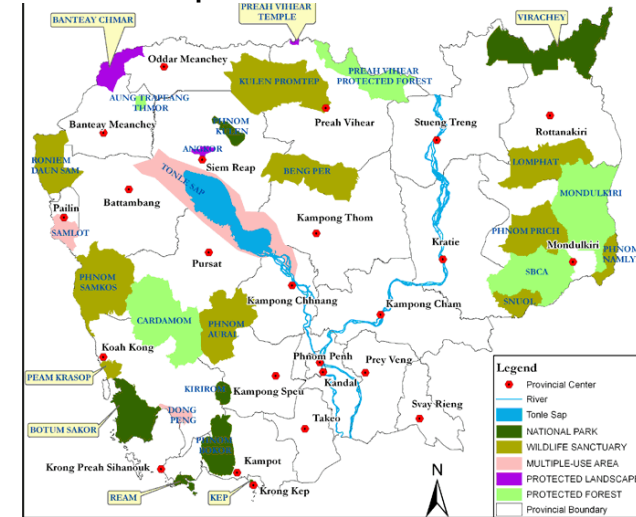 BANTEAY CHMAR
PREAH VIHEAR
TEMPLE
VIRACHEY
Oddar Meanchey
KULEN PROMTEP
PREAH VIHEAR
PROTECTED FOREST
AUNG TRAPEANG
THMOR
Banteay Meanchey
PHNOM
KULEN
Preah Vihear
Stueng Treng
Rottanakiri
ANGKOR
Siem Reap
RONIEM
DAUN SAM
TONLE SAP
BENG PER
LOMPHAT
MONDULKIRI
Battambang
Pailin
SAMLOT
Kampong Thom
PHNOM PRICH
Mondulkiri
PHNOM
NAMLY
Kratie
Pursat
SBCA
SNUOL
PHNOM
SAMKOS
Kampong Chhnang
Kampong Cham
CARDAMOM
PHNOM
AURAL
Koah Kong
Phnom Penh
Prey Veng
Kandal
PEAM KRASOP
KIRIROM
Kampong Speu
Svay Rieng
Takeo
BOTUM SAKOR
DONG
PENG
PHNOM
BOKOR
Krong Preah Sihanouk
Kampot
REAM
KEP
Krong Kep
N
Legend
Provincial Center
River
Tonle Sap
NATIONAL PARK
WILDLIFE SANCTUARY
MULTIPLE-USE AREA
PROTECTED LANDSCAPE
PROTECTED FOREST
Provincial Boundary